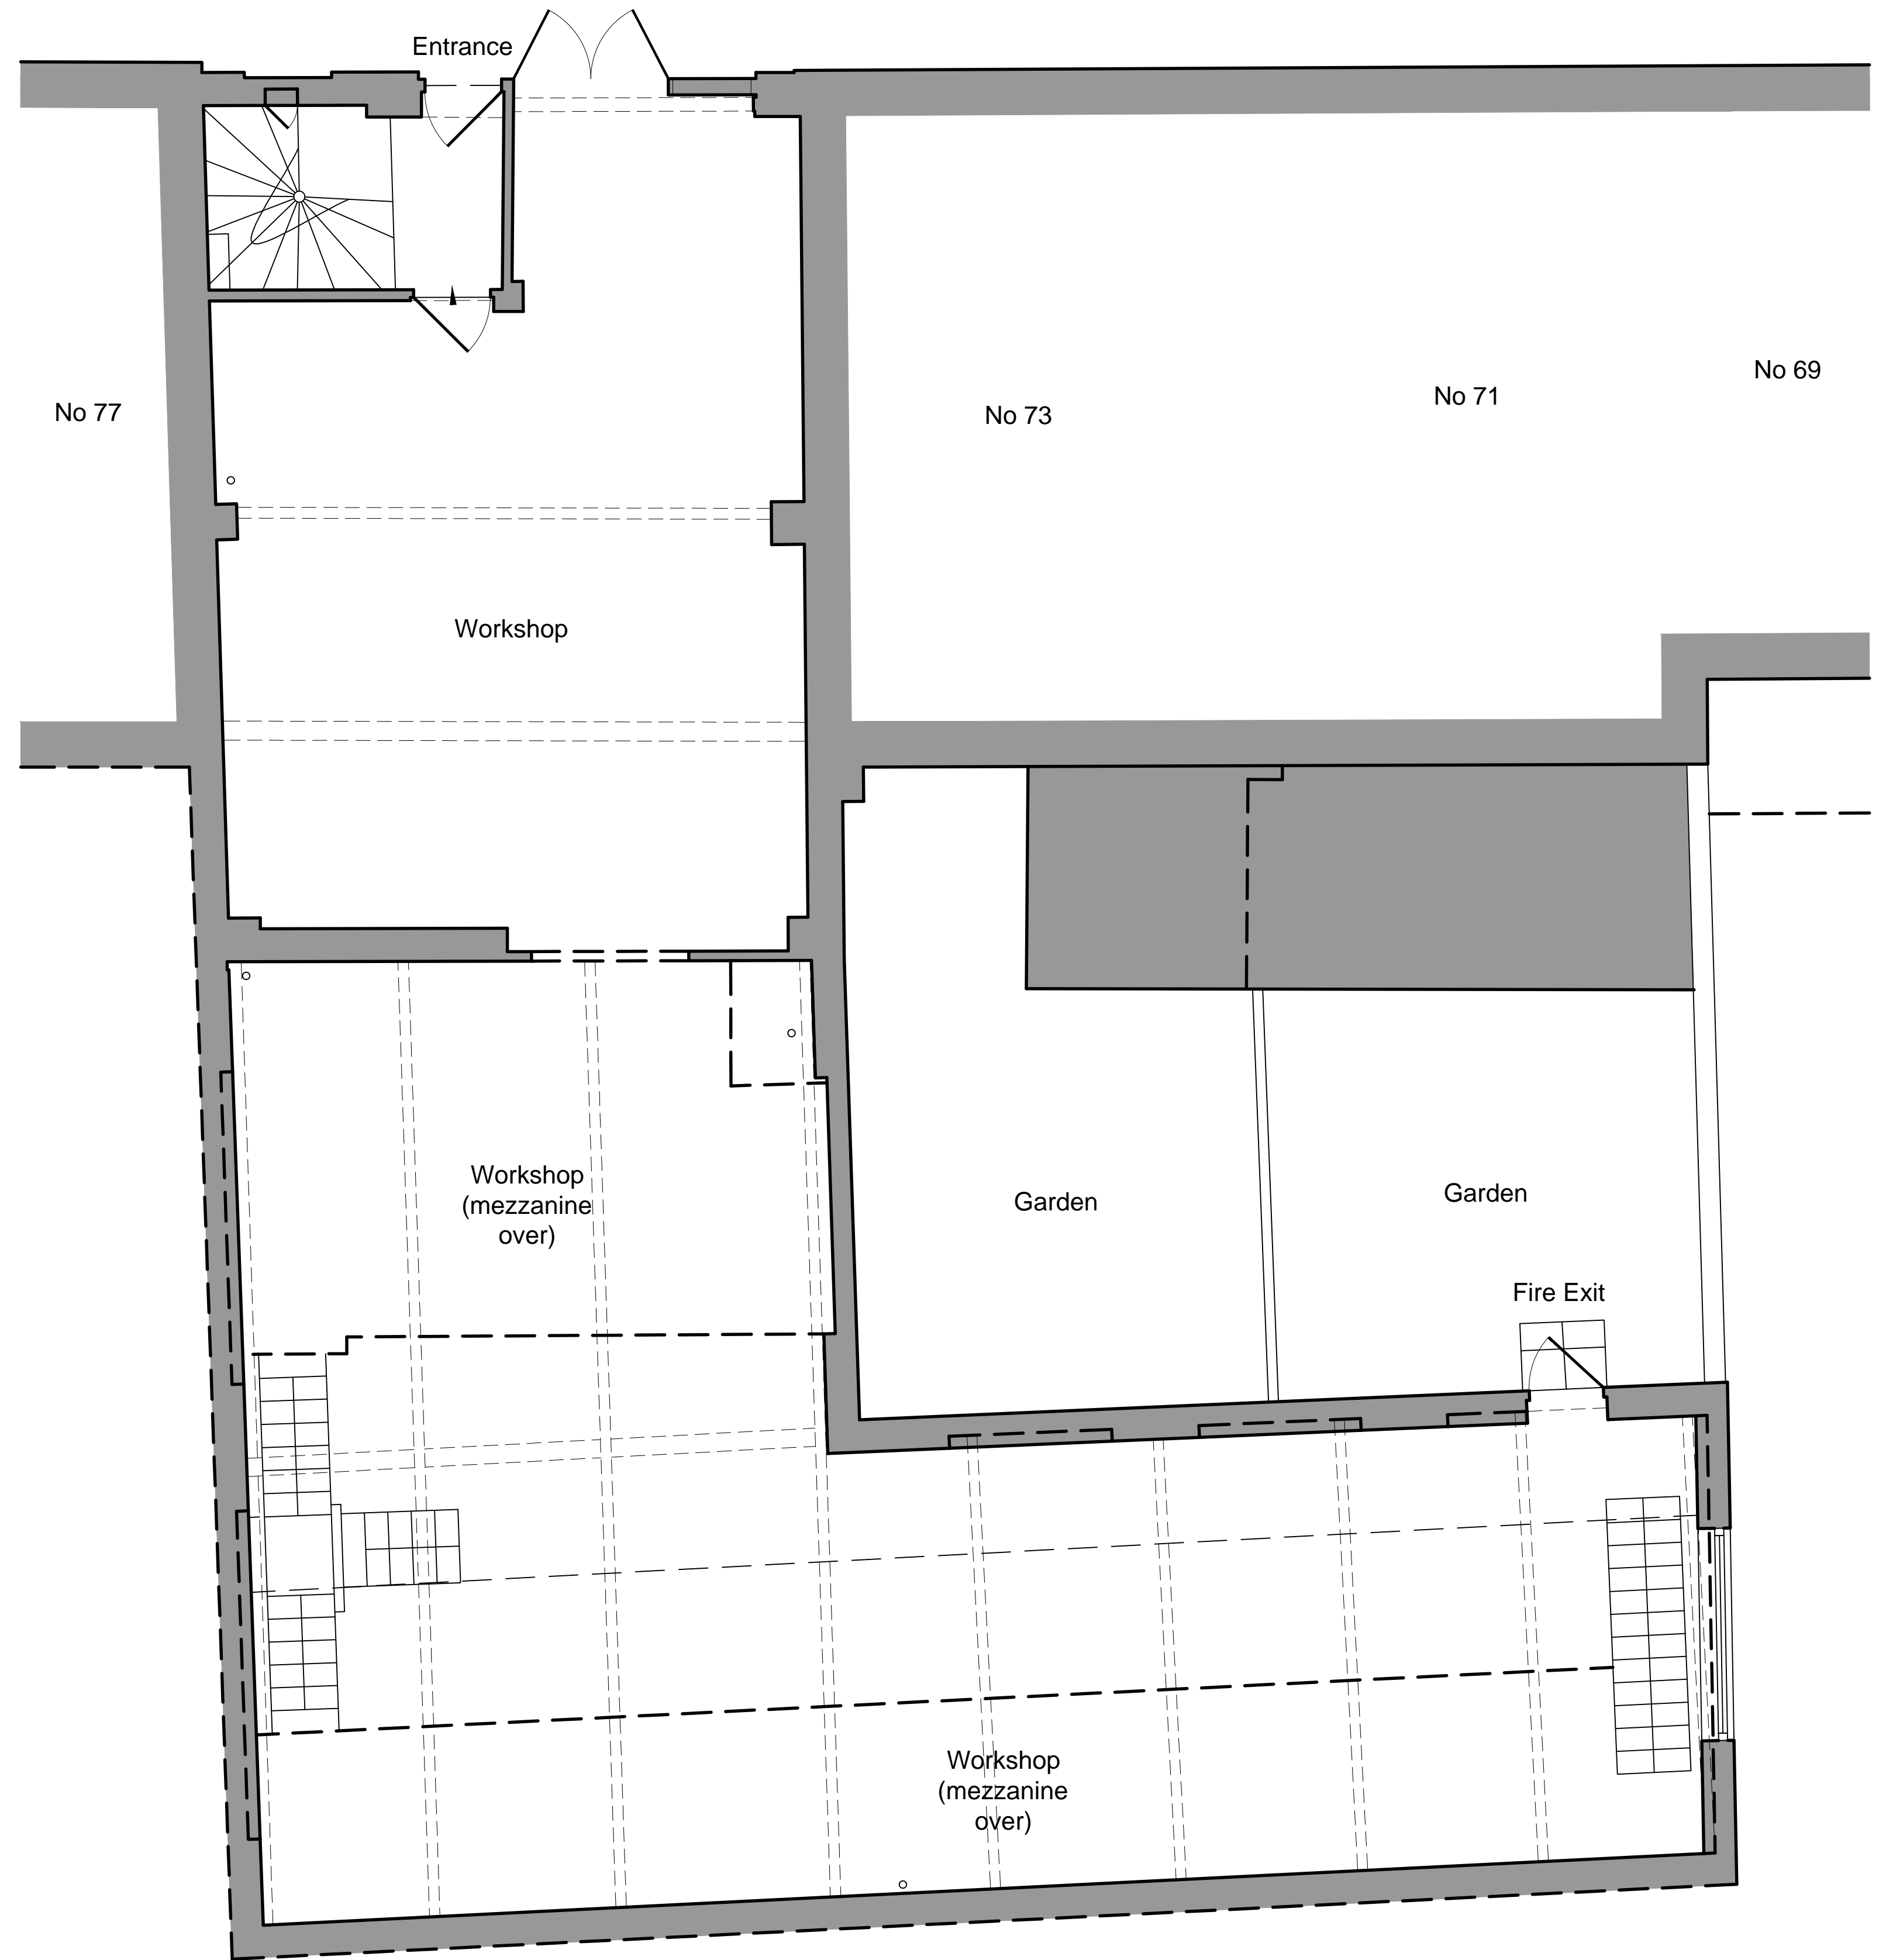 Entrance
No 69
No 71
No 77
No 73
Workshop
Workshop
(mezzanine
over)
Garden
Garden
Fire Exit
Workshop
(mezzanine
over)